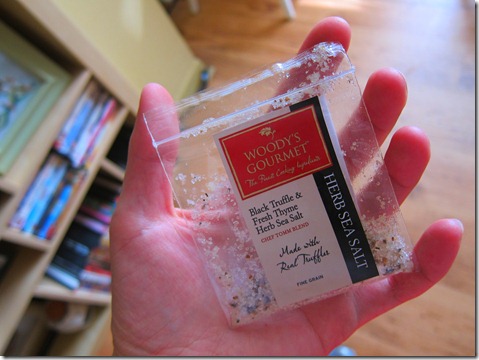 WOODY'S
GOURMET
The Finest Cooking Ingredients
Black Truffle &
Fresh Thyme
Herb Sea Salt
CHEF TOMM BLEND
Made with
Real Truffles
FINE GRAIN
HERB SEA SALT